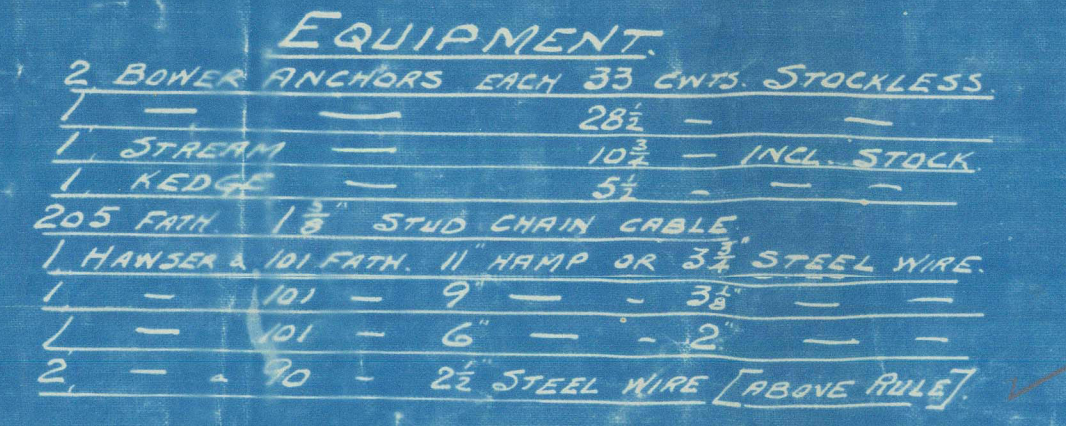 EQUIPMENT.
2, BOWER ANCHORS EACH 33 CWTS. STOCKLESS.
1, — — 28½ — —
1, STREAM — 10¾ — INCL. STOCK
1, KEDGE — 5½ - — —
205 FATH. 1⅜" STUD CHAIN CABLE.
1, HAWSER à 101 FATH. 11" HAMP OR 3¾" STEEL WIRE.
1, — 101 — 9" — - 3⅛" — —
1, — 101 — 6" — - 2" — —
2, — à 90 - 2½" STEEL WIRE [ABOVE RULE].